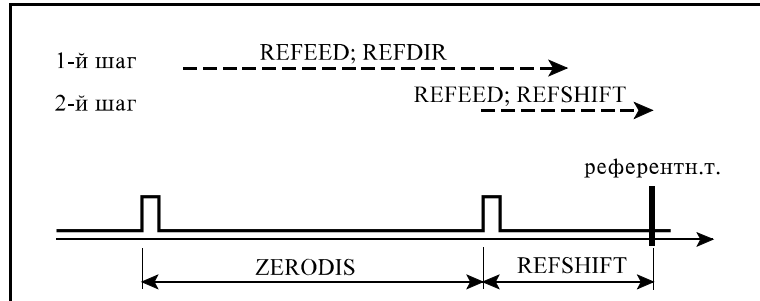 1-й шаг
REFEED; REFDIR
2-й шаг
REFEED; REFSHIFT
референтн.т.
ZERODIS
REFSHIFT